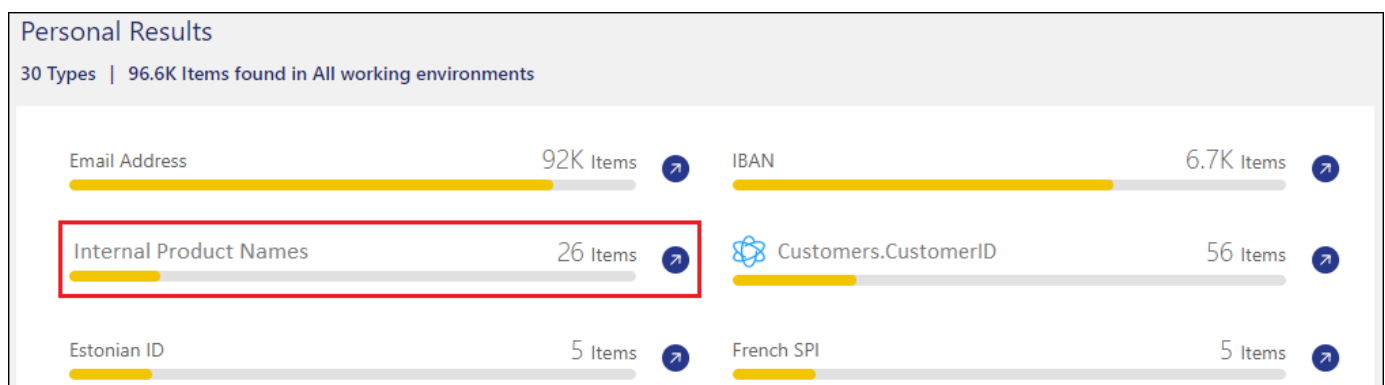 Personal Results
30 Types | 96.6K Items found in All working environments
Email Address 92K Items
IBAN 6.7K Items
Internal Product Names 26 Items
Customers.CustomerID 56 Items
Estonian ID 5 Items
French SPI 5 Items